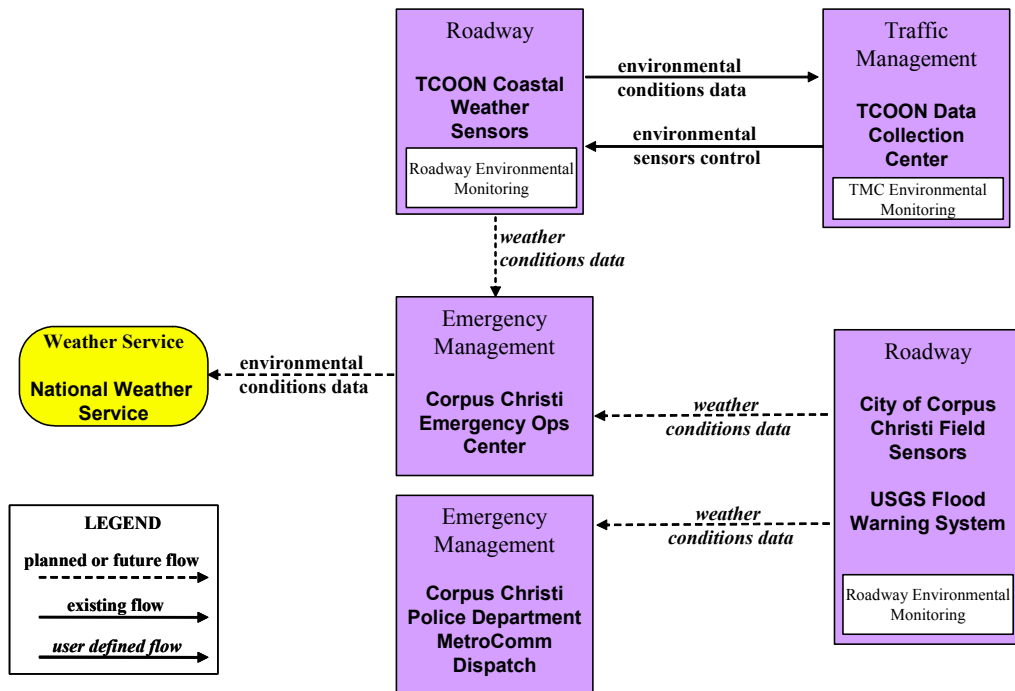 Roadway
TCOON Coastal
Weather
Sensors
Roadway Environmental
Monitoring
environmental
conditions data
environmental
sensors control
Traffic
Management
TCOON Data
Collection
Center
TMC Environmental
Monitoring
weather
conditions data
Weather Service
National Weather
Service
environmental
conditions data
Emergency
Management
Corpus Christi
Emergency Ops
Center
weather
conditions data
Roadway
City of Corpus
Christi Field
Sensors
USGS Flood
Warning System
Roadway Environmental
Monitoring
Emergency
Management
Corpus Christi
Police Department
MetroComm
Dispatch
weather
conditions data
LEGEND
planned or future flow
existing flow
user defined flow